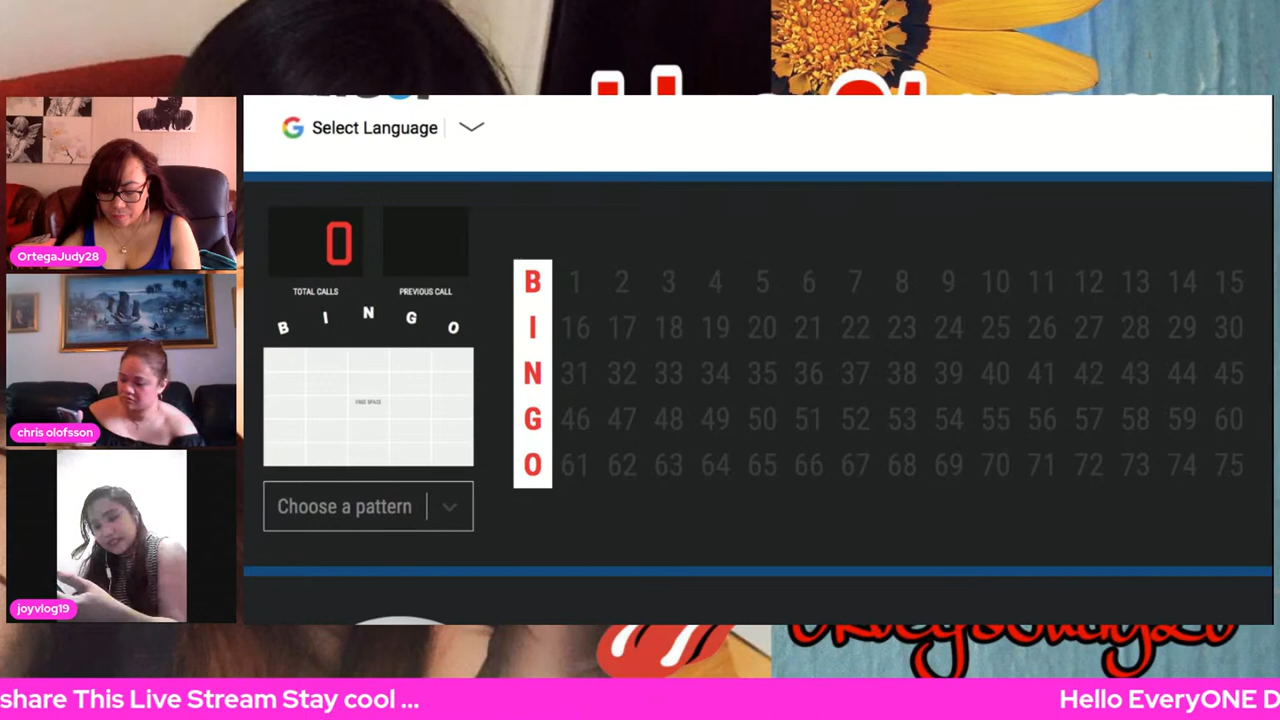 Select Language
OrtegaJudy28
0
TOTAL CALLS
PREVIOUS CALL
B I N G O
FREE SPACE
Choose a pattern
B 1 2 3 4 5 6 7 8 9 10 11 12 13 14 15
I 16 17 18 19 20 21 22 23 24 25 26 27 28 29 30
N 31 32 33 34 35 36 37 38 39 40 41 42 43 44 45
G 46 47 48 49 50 51 52 53 54 55 56 57 58 59 60
O 61 62 63 64 65 66 67 68 69 70 71 72 73 74 75
chris olofsson
joyvlog19
share This Live Stream Stay cool ...
Hello EveryONE D